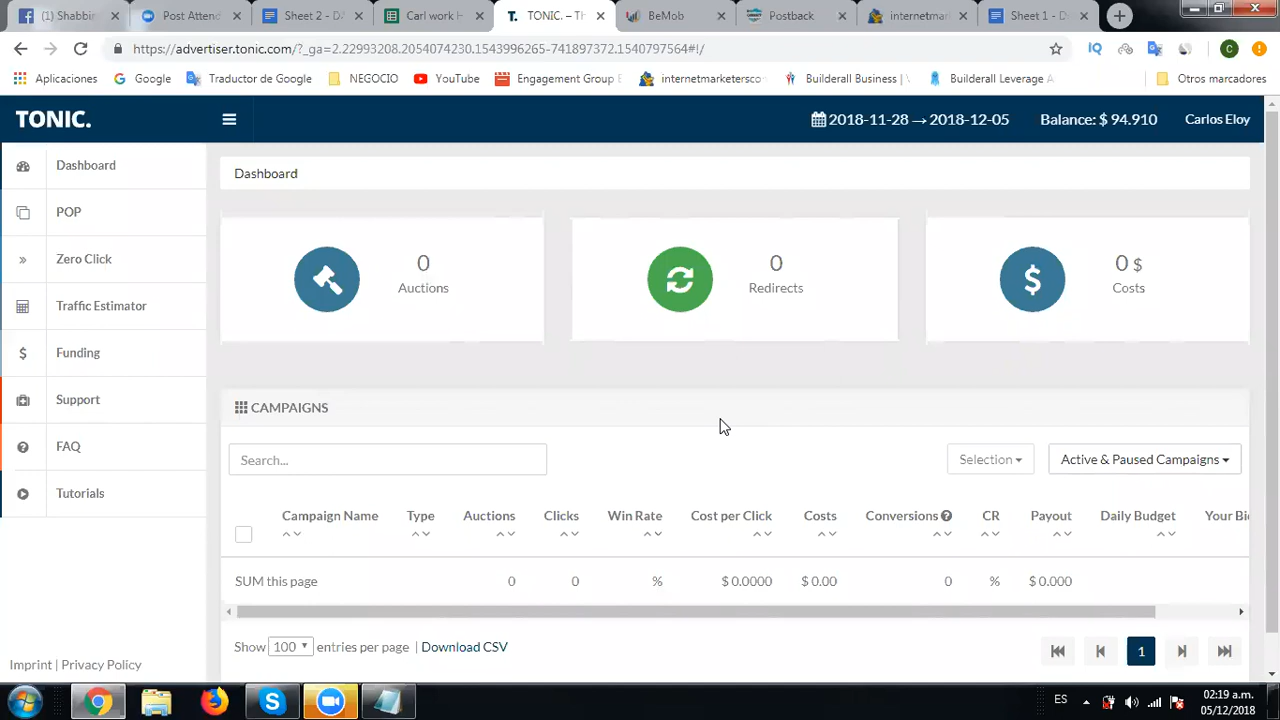 (1) Shabbin
Post Attend
Sheet 2 - DA
Carl work H
TONIC. – Th
BeMob
Postback
internetmar
Sheet 1 - DA
https://advertiser.tonic.com/?_ga=2.22993208.2054074230.1543996265-741897372.1540797564#!/
Aplicaciones
Google
Traductor de Google
NEGOCIO
YouTube
Engagement Group E
internetmarketersco
Builderall Business | V
Builderall Leverage A
Otros marcadores
TONIC.
2018-11-28 → 2018-12-05
Balance: $ 94.910
Carlos Eloy
Dashboard
POP
Zero Click
Traffic Estimator
Funding
Support
FAQ
Tutorials
Imprint | Privacy Policy
Dashboard
0
Auctions
0
Redirects
0 $
Costs
CAMPAIGNS
Search...
Selection
Active & Paused Campaigns
Campaign Name Type Auctions Clicks Win Rate Cost per Click Costs Conversions CR Payout Daily Budget Your Bi
SUM this page 0 0 % $ 0.0000 $ 0.00 0 % $ 0.000
Show 100 entries per page | Download CSV
1
ES
02:19 a.m.
05/12/2018